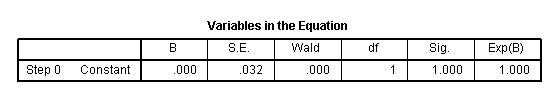 Variables in the Equation
B S.E. Wald df Sig. Exp(B)
Step 0 Constant .000 .032 .000 1 1.000 1.000